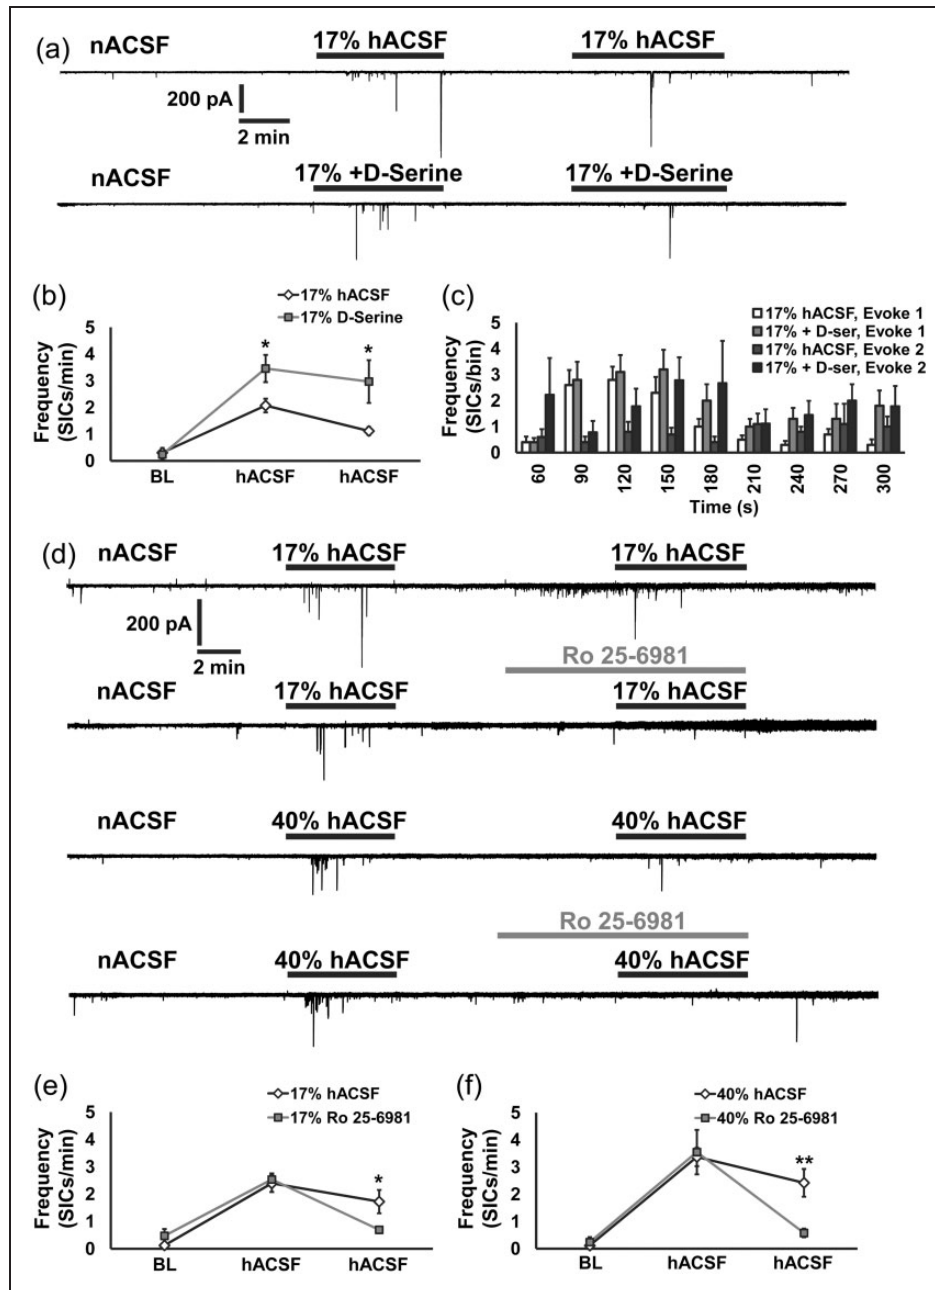 (a)
nACSF
17% hACSF
17% hACSF
200 pA
2 min
nACSF
17% +D-Serine
17% +D-Serine
(b)
17% hACSF
17% D-Serine
Frequency
(SICs/min)
5
4
3
2
1
0
*
*
BL
hACSF
hACSF
(c)
17% hACSF, Evoke 1
17% + D-ser, Evoke 1
17% hACSF, Evoke 2
17% + D-ser, Evoke 2
Frequency
(SICs/bin)
5
4
3
2
1
0
60
90
120
150
180
210
240
270
300
Time (s)
(d)
nACSF
17% hACSF
17% hACSF
200 pA
2 min
Ro 25-6981
nACSF
17% hACSF
17% hACSF
nACSF
40% hACSF
40% hACSF
Ro 25-6981
nACSF
40% hACSF
40% hACSF
(e)
17% hACSF
17% Ro 25-6981
Frequency
(SICs/min)
5
4
3
2
1
0
*
BL
hACSF
hACSF
(f)
40% hACSF
40% Ro 25-6981
Frequency
(SICs/min)
5
4
3
2
1
0
**
BL
hACSF
hACSF